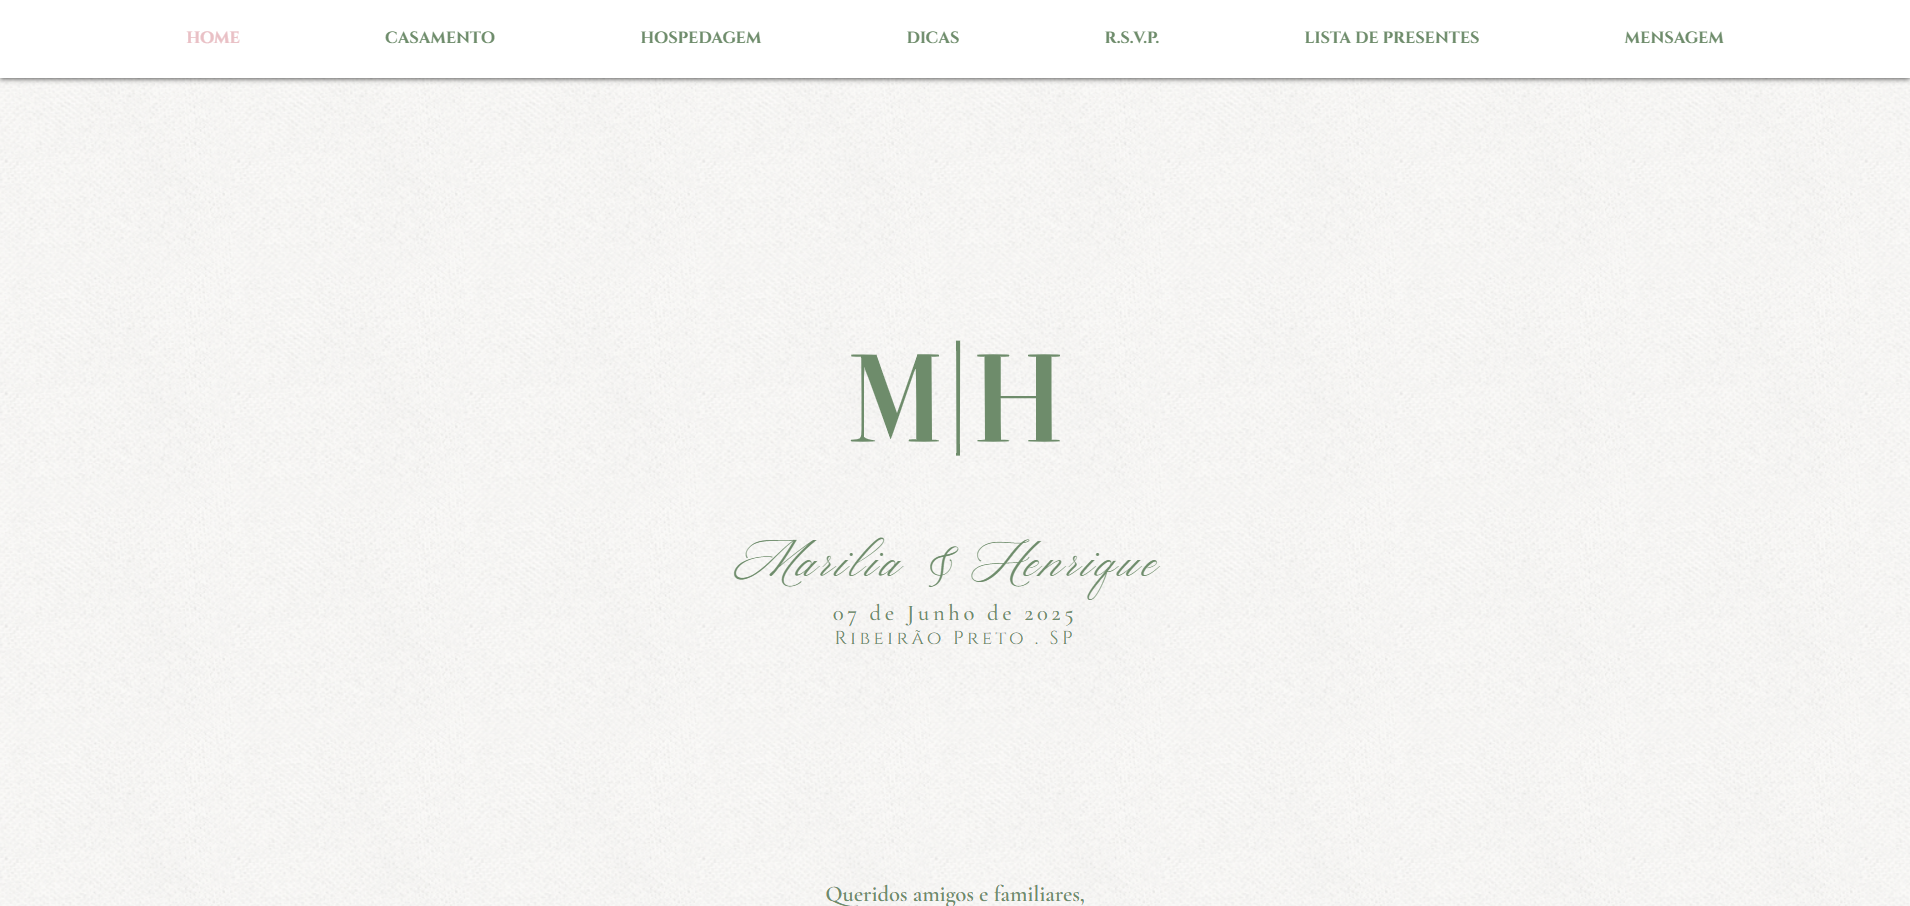 HOME CASAMENTO HOSPEDAGEM DICAS R.S.V.P. LISTA DE PRESENTES MENSAGEM
M|H
Marilia & Henrique
07 de Junho de 2025
Ribeirão Preto . SP
Queridos amigos e familiares,